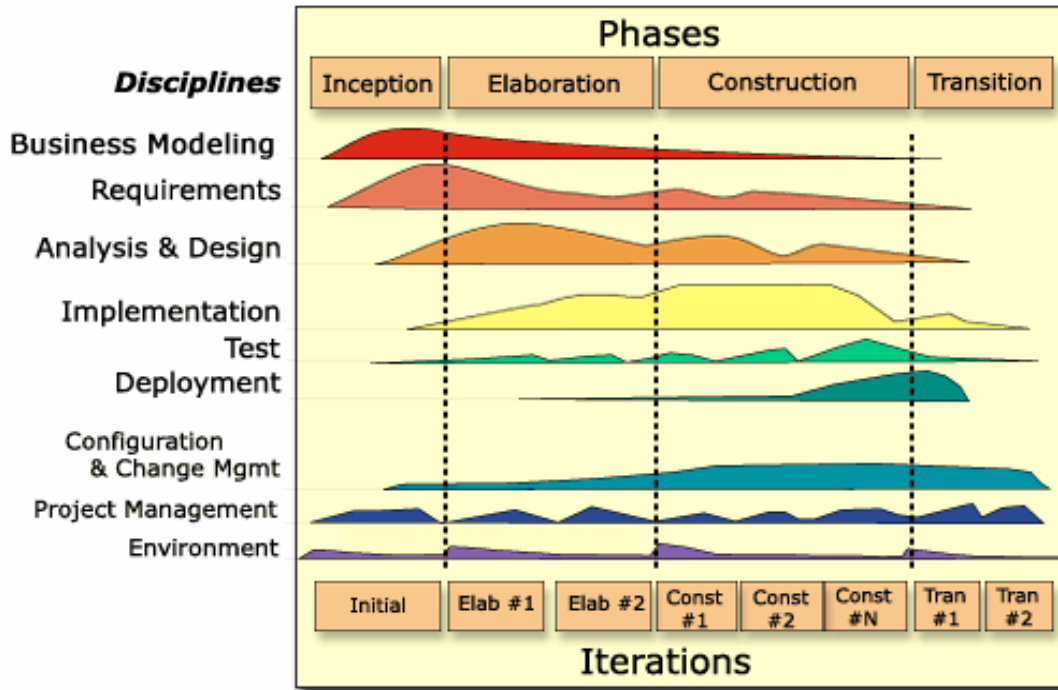 Phases
Disciplines
Inception
Elaboration
Construction
Transition
Business Modeling
Requirements
Analysis & Design
Implementation
Test
Deployment
Configuration
& Change Mgmt
Project Management
Environment
Initial
Elab #1
Elab #2
Const
#1
Const
#2
Const
#N
Tran
#1
Tran
#2
Iterations